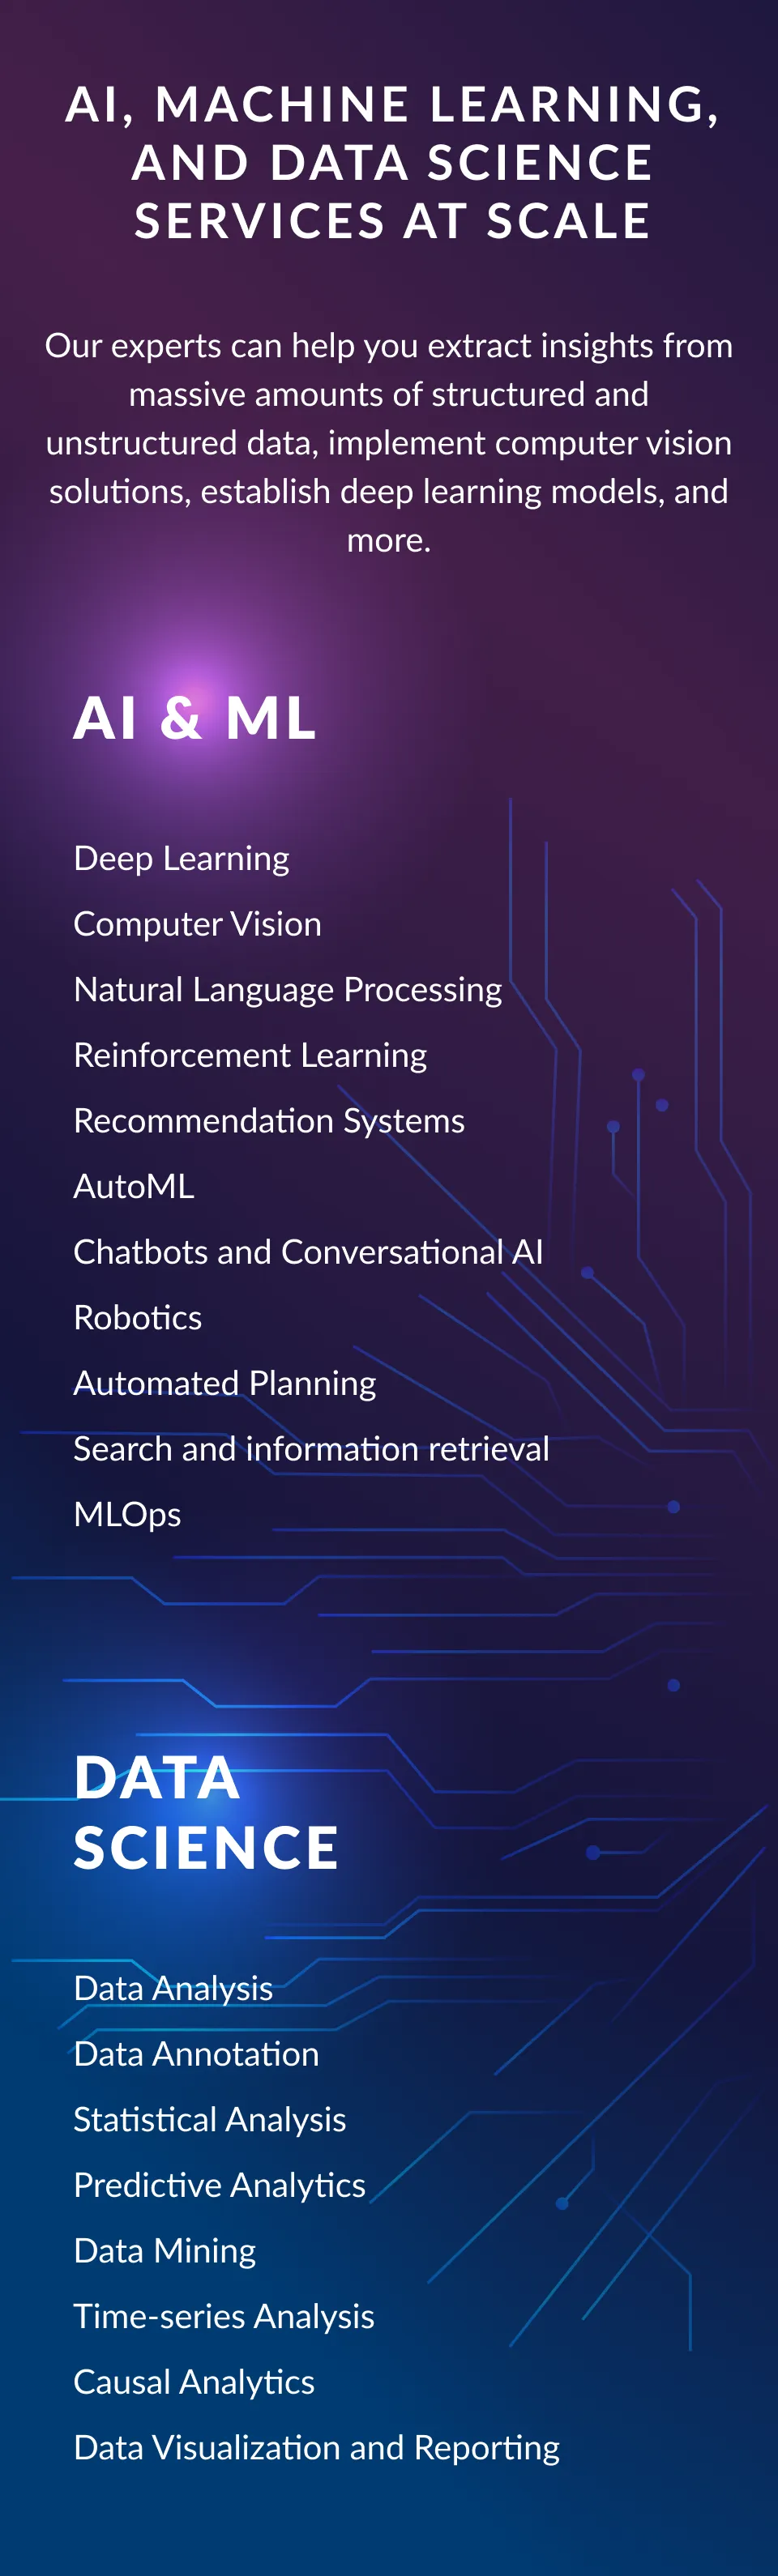 AI, MACHINE LEARNING,
AND DATA SCIENCE
SERVICES AT SCALE
Our experts can help you extract insights from
massive amounts of structured and
unstructured data, implement computer vision
solutions, establish deep learning models, and
more.
AI & ML
Deep Learning
Computer Vision
Natural Language Processing
Reinforcement Learning
Recommendation Systems
AutoML
Chatbots and Conversational AI
Robotics
Automated Planning
Search and information retrieval
MLOps
DATA
SCIENCE
Data Analysis
Data Annotation
Statistical Analysis
Predictive Analytics
Data Mining
Time-series Analysis
Causal Analytics
Data Visualization and Reporting